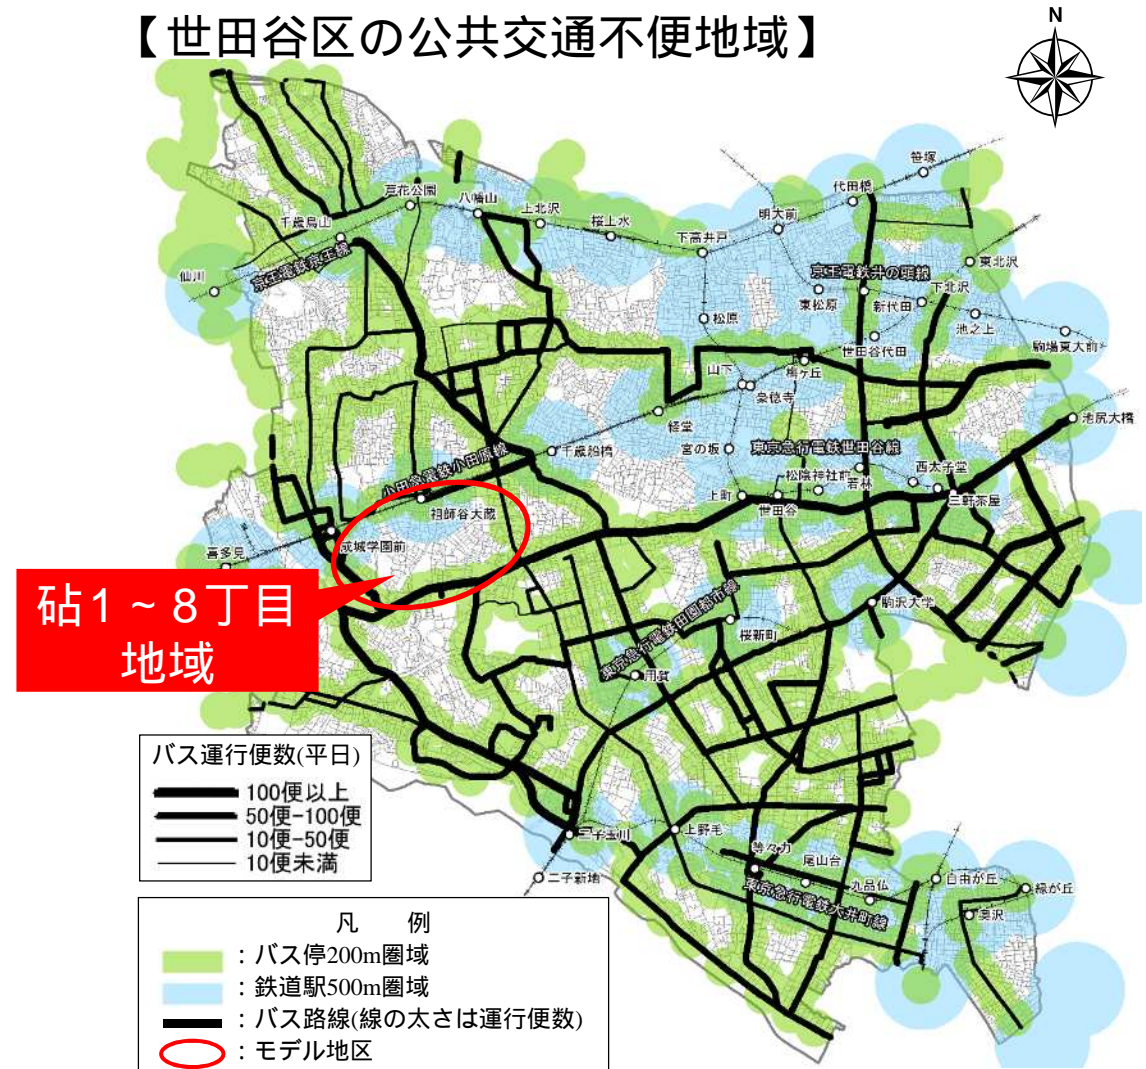 【世田谷区の公共交通不便地域】
N
笹塚
代田橋
芦花公園
八幡山
上北沢
桜上水
明大前
千歳烏山
下高井戸
東北沢
仙川
京王電鉄京王線
京王電鉄井の頭線
東松原
新代田
下北沢
池之上
松原
世田谷代田
駒場東大前
梅ヶ丘
山下
豪徳寺
経堂
池尻大橋
宮の坂
東京急行電鉄世田谷線
千歳船橋
小田急電鉄小田原線
松陰神社前
若林
西太子堂
上町
世田谷
三軒茶屋
祖師谷大蔵
成城学園前
喜多見
砧1~8丁目
地域
駒沢大学
桜新町
東京急行電鉄田園都市線
用賀
バス運行便数(平日)
100便以上
50便-100便
10便-50便
10便未満
二子玉川
上野毛
等々力
尾山台
二子新地
九品仏
自由が丘
緑が丘
東京急行電鉄大井町線
奥沢
凡 例
:バス停200m圏域
:鉄道駅500m圏域
:バス路線(線の太さは運行便数)
:モデル地区